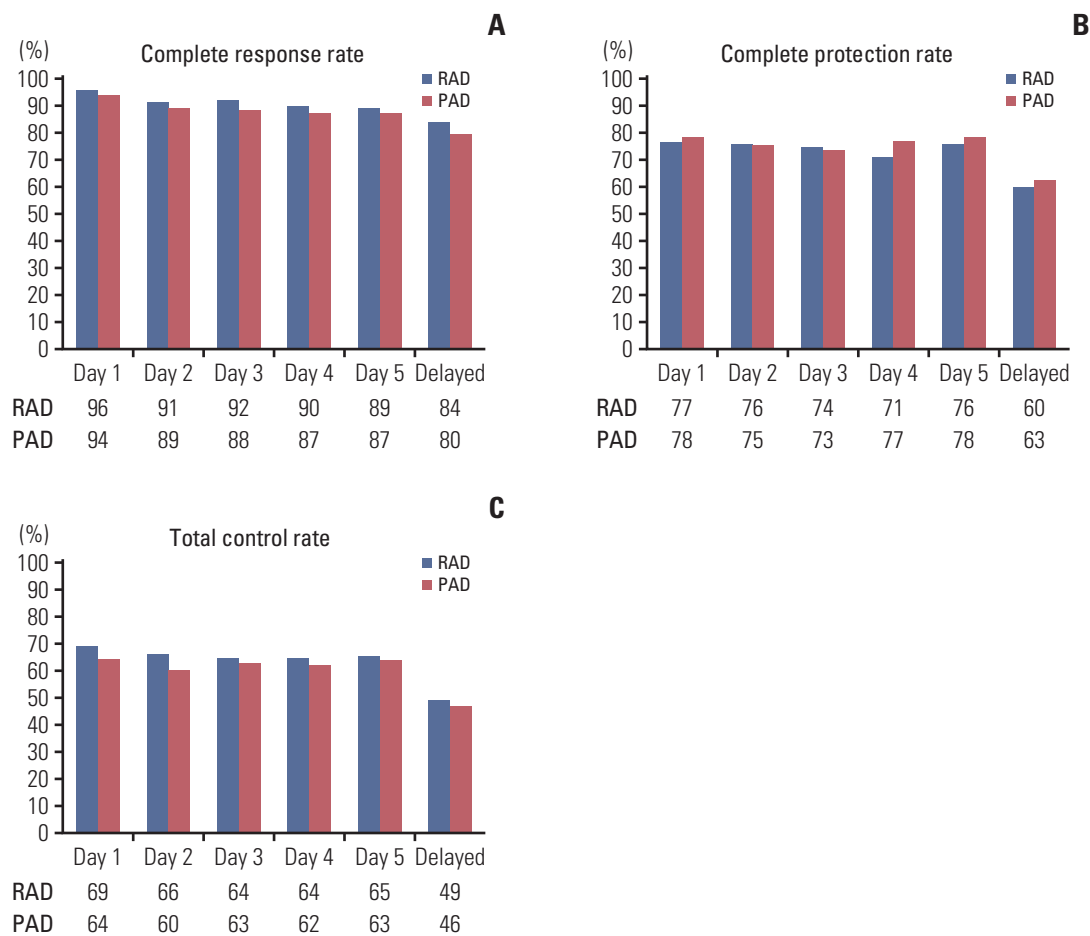 A
(%)
Complete response rate
RAD
PAD
100
90
80
70
60
50
40
30
20
10
0
Day 1 Day 2 Day 3 Day 4 Day 5 Delayed
RAD 96 91 92 90 89 84
PAD 94 89 88 87 87 80
B
(%)
Complete protection rate
RAD
PAD
100
90
80
70
60
50
40
30
20
10
0
Day 1 Day 2 Day 3 Day 4 Day 5 Delayed
RAD 77 76 74 71 76 60
PAD 78 75 73 77 78 63
C
(%)
Total control rate
RAD
PAD
100
90
80
70
60
50
40
30
20
10
0
Day 1 Day 2 Day 3 Day 4 Day 5 Delayed
RAD 69 66 64 64 65 49
PAD 64 60 63 62 63 46